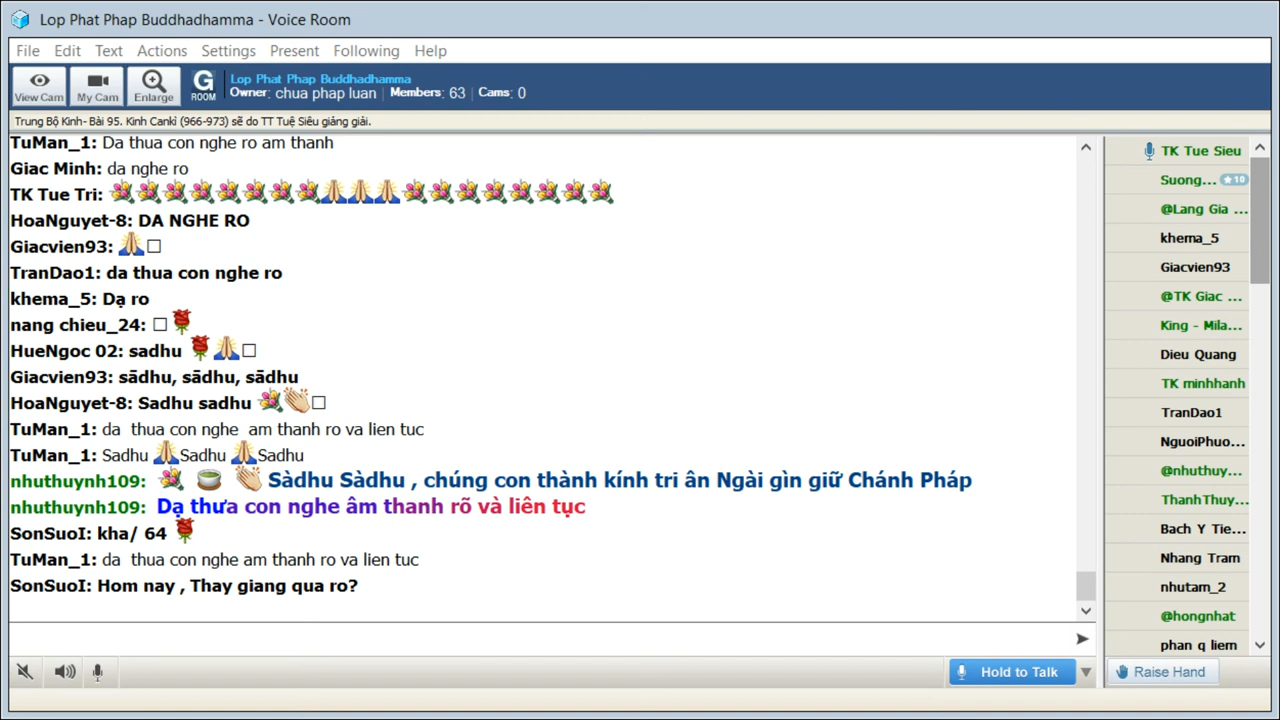 Lop Phat Phap Buddhadhamma - Voice Room
File Edit Text Actions Settings Present Following Help
View Cam My Cam Enlarge G ROOM
Lop Phat Phap Buddhadhamma
Owner: chua phap luan | Members: 63 | Cams: 0
Trung Bộ Kinh- Bài 95. Kinh Cankì (966-973) sẽ do TT Tuệ Siêu giảng giải.
TuMan_1: Da thua con nghe ro am thanh
Giac Minh: da nghe ro
TK Tue Tri:
HoaNguyet-8: DA NGHE RO
Giacvien93:
TranDao1: da thua con nghe ro
khema_5: Dạ ro
nang chieu_24:
HueNgoc 02: sadhu
Giacvien93: sādhu, sādhu, sādhu
HoaNguyet-8: Sadhu sadhu
TuMan_1: da thua con nghe am thanh ro va lien tuc
TuMan_1: Sadhu Sadhu Sadhu
nhuthuynh109: Sàdhu Sàdhu , chúng con thành kính tri ân Ngài gìn giữ Chánh Pháp
nhuthuynh109: Dạ thưa con nghe âm thanh rõ và liên tục
SonSuoI: kha/ 64
TuMan_1: da thua con nghe am thanh ro va lien tuc
SonSuoI: Hom nay , Thay giang qua ro?
TK Tue Sieu
Suong... ★10
@Lang Gia ...
khema_5
Giacvien93
@TK Giac ...
King - Mila...
Dieu Quang
TK minhhanh
TranDao1
NguoiPhuo...
@nhuthuy...
ThanhThuy...
Bach Y Tie...
Nhang Tram
nhutam_2
@hongnhat
phan q liem
Hold to Talk
Raise Hand